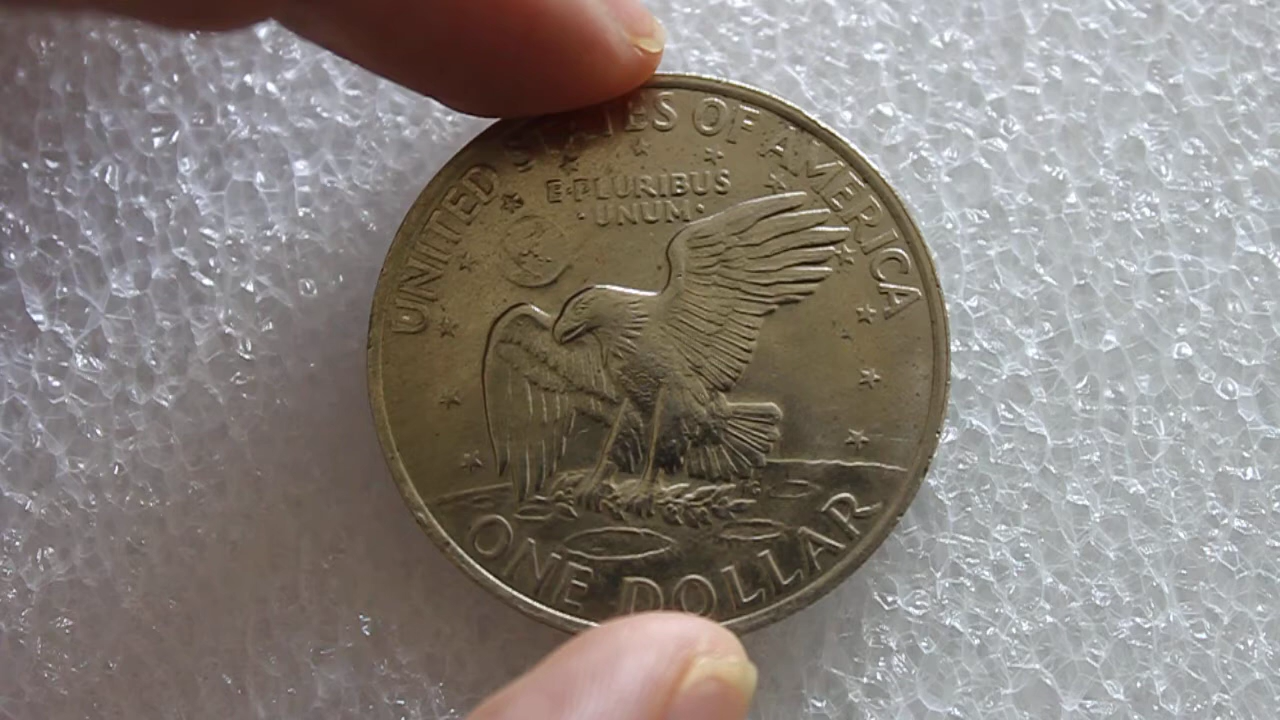 UNITED STATES OF AMERICA
E·PLURIBUS
·UNUM·
ONE DOLLAR